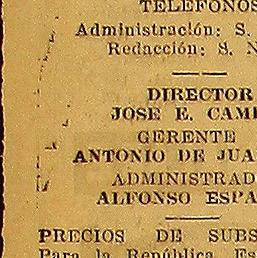 TELEFONOS
Administración: S.
Redacción: S. N
DIRECTOR
JOSE E. CAM
GERENTE
ANTONIO DE JUA
ADMINISTRAD
ALFONSO ESPA
PRECIOS DE SUBS
Para la República, Es